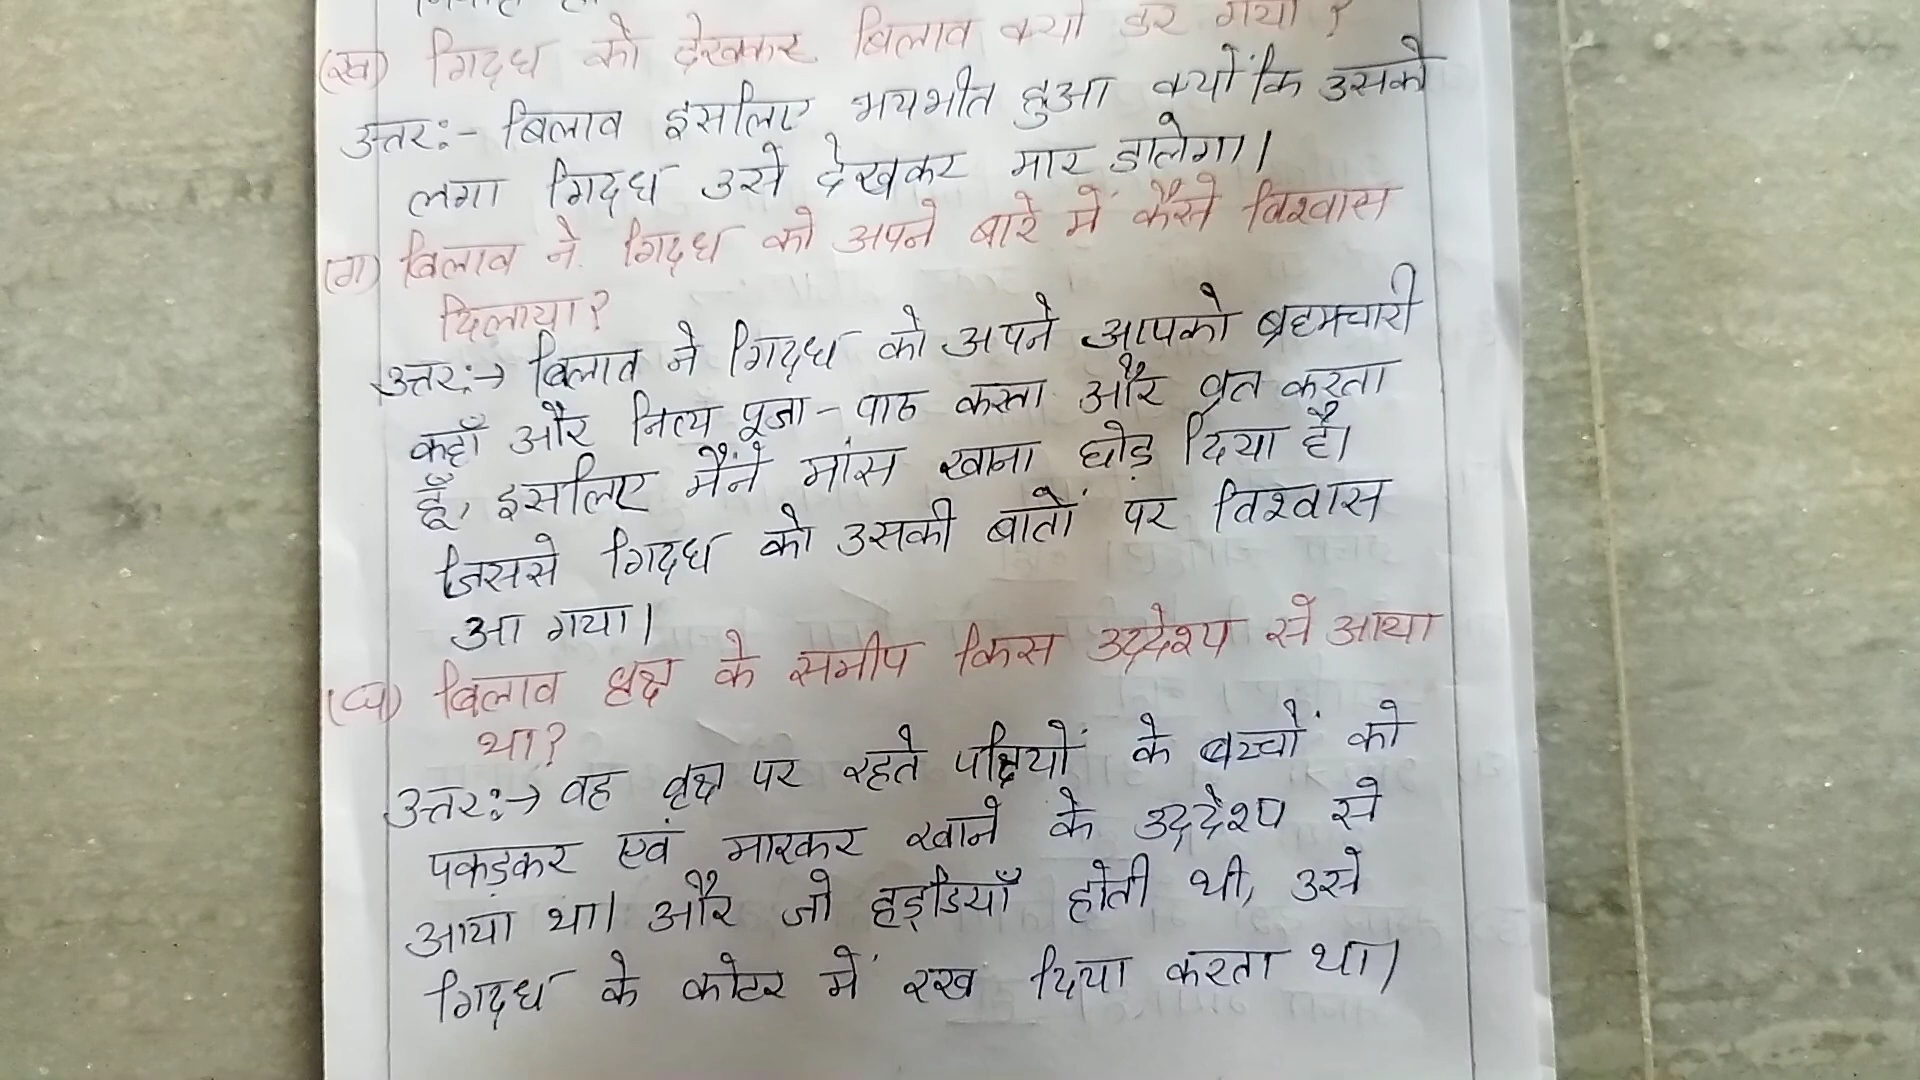 (ख) गिद्ध को देखकर बिलाव क्यों डर गया ?
उत्तर:- बिलाव इसलिए भयभीत हुआ क्योंकि उसको
लगा गिद्ध उसे देखकर मार डालेगा।
(ग) बिलाव ने गिद्ध को अपने बारे में कैसे विश्वास
दिलाया?
उत्तर:→ बिलाव ने गिद्ध को अपने आपको ब्रहमचारी
कहाँ और नित्य पूजा-पाठ करता और व्रत करता
हूँ, इसलिए मैंने मांस खाना छोड़ दिया है।
जिससे गिद्ध को उसकी बातों पर विश्वास
आ गया।
(घ) बिलाव वृक्ष के समीप किस उद्देश्य से आया
था?
उत्तर:→ वह वृक्ष पर रहते पक्षियों के बच्चों को
पकड़कर एवं मारकर खाने के उद्देश्य से
आया था। और जो हड्डियाँ होती थी, उसे
गिद्ध के कोटर में रख दिया करता था।